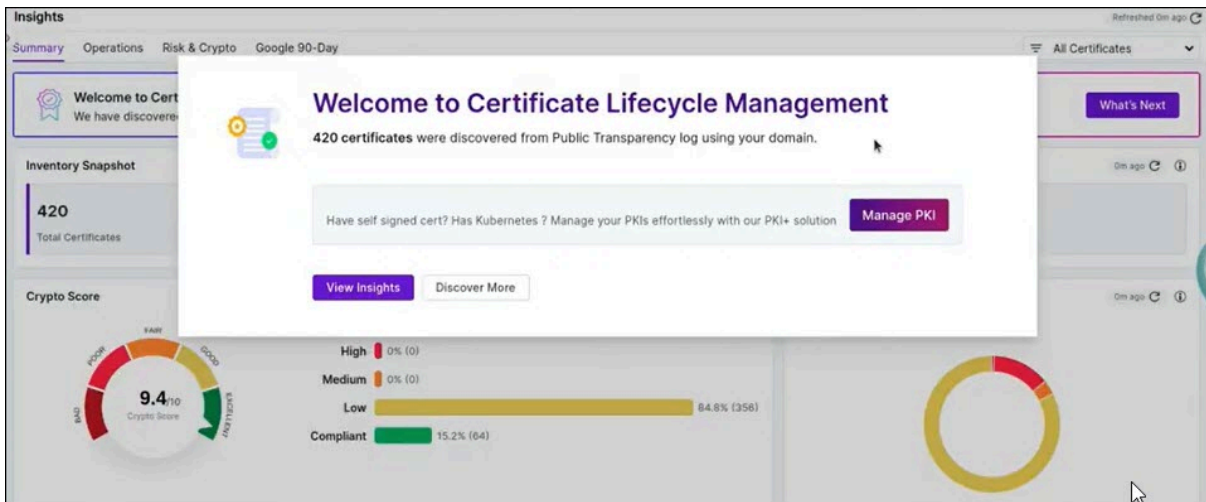 Insights
Refreshed 0m ago
Summary
Operations
Risk & Crypto
Google 90-Day
All Certificates
Welcome to Cert
We have discovere
What's Next
Welcome to Certificate Lifecycle Management
420 certificates were discovered from Public Transparency log using your domain.
Have self signed cert? Has Kubernetes ? Manage your PKIs effortlessly with our PKI+ solution
Manage PKI
View Insights
Discover More
Inventory Snapshot
0m ago
420
Total Certificates
Crypto Score
0m ago
BAD
POOR
FAIR
GOOD
EXCELLENT
9.4/10
Crypto Score
High 0% (0)
Medium 0% (0)
Low 84.8% (356)
Compliant 15.2% (64)